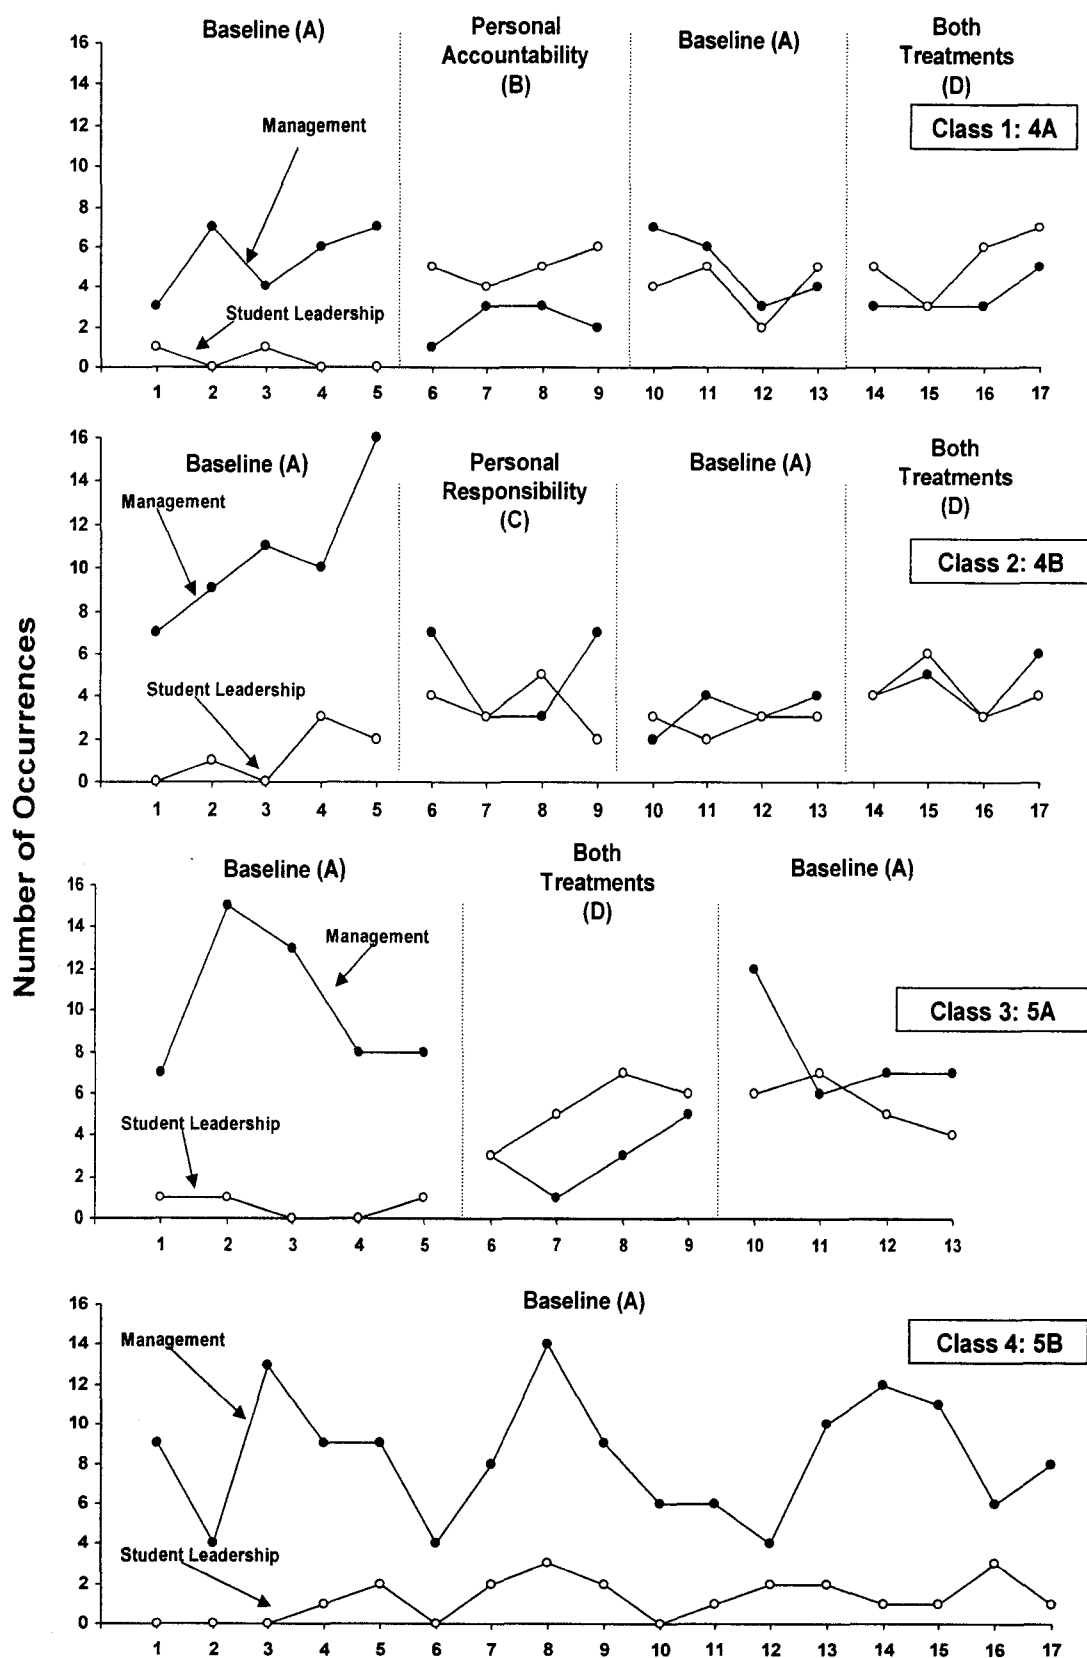 Number of Occurrences
Baseline (A)
Personal
Accountability
(B)
Baseline (A)
Both
Treatments
(D)
Class 1: 4A
Management
Student Leadership
16
14
12
10
8
6
4
2
0
1 2 3 4 5 6 7 8 9 10 11 12 13 14 15 16 17
Baseline (A)
Personal
Responsibility
(C)
Baseline (A)
Both
Treatments
(D)
Class 2: 4B
Management
Student Leadership
16
14
12
10
8
6
4
2
0
1 2 3 4 5 6 7 8 9 10 11 12 13 14 15 16 17
Baseline (A)
Both
Treatments
(D)
Baseline (A)
Class 3: 5A
Management
Student Leadership
16
14
12
10
8
6
4
2
0
1 2 3 4 5 6 7 8 9 10 11 12 13
Baseline (A)
Class 4: 5B
Management
Student Leadership
16
14
12
10
8
6
4
2
0
1 2 3 4 5 6 7 8 9 10 11 12 13 14 15 16 17